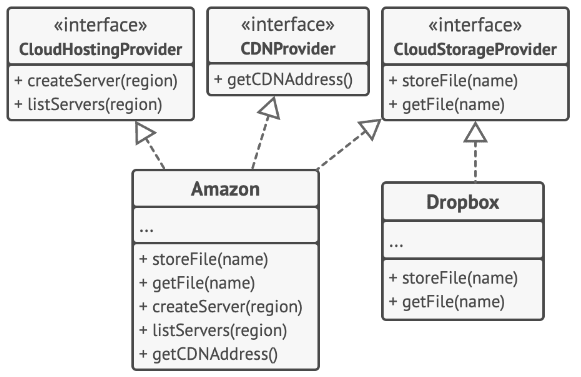 «interface»
CloudHostingProvider
+ createServer(region)
+ listServers(region)
«interface»
CDNProvider
+ getCDNAddress()
«interface»
CloudStorageProvider
+ storeFile(name)
+ getFile(name)
Amazon
...
+ storeFile(name)
+ getFile(name)
+ createServer(region)
+ listServers(region)
+ getCDNAddress()
Dropbox
...
+ storeFile(name)
+ getFile(name)